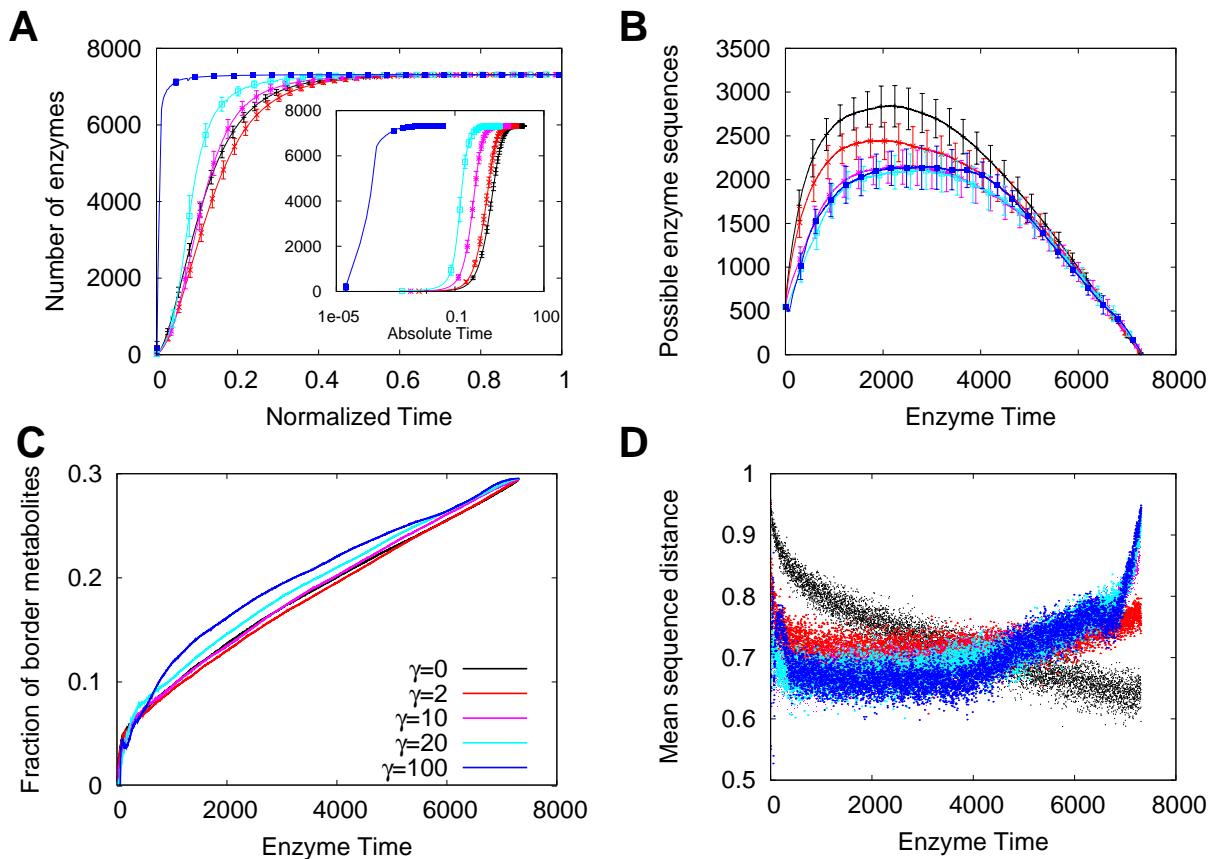 A
Number of enzymes
8000
7000
6000
5000
4000
3000
2000
1000
0
0 0.2 0.4 0.6 0.8 1
Normalized Time
8000
6000
4000
2000
0
1e-05 0.1 100
Absolute Time
B
Possible enzyme sequences
3500
3000
2500
2000
1500
1000
500
0
0 2000 4000 6000 8000
Enzyme Time
C
Fraction of border metabolites
0.3
0.2
0.1
0
0 2000 4000 6000 8000
Enzyme Time
γ=0
γ=2
γ=10
γ=20
γ=100
D
Mean sequence distance
1
0.9
0.8
0.7
0.6
0.5
0 2000 4000 6000 8000
Enzyme Time